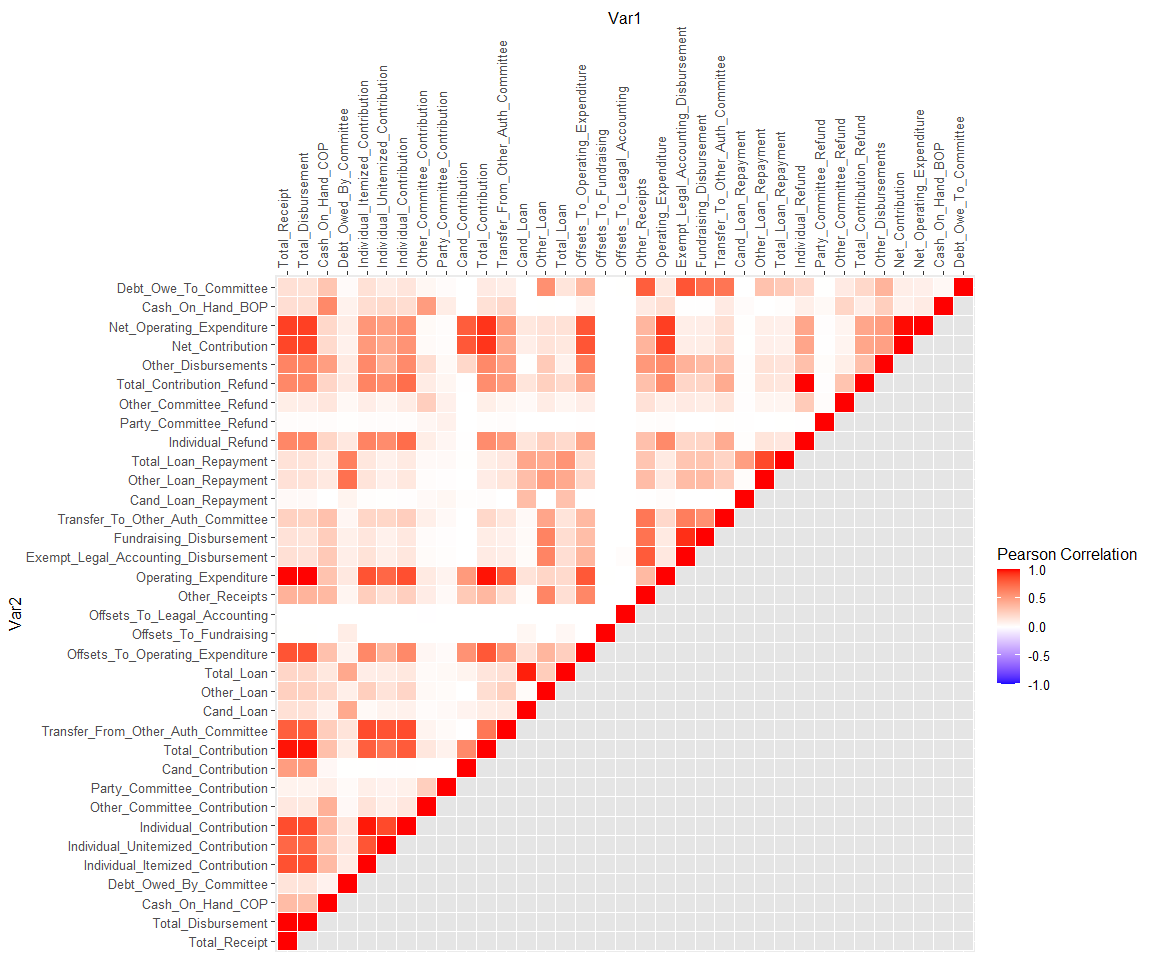 Var1
Total_Receipt
Total_Disbursement
Cash_On_Hand_COP
Debt_Owed_By_Committee
Individual_Itemized_Contribution
Individual_Unitemized_Contribution
Individual_Contribution
Other_Committee_Contribution
Party_Committee_Contribution
Cand_Contribution
Total_Contribution
Transfer_From_Other_Auth_Committee
Cand_Loan
Other_Loan
Total_Loan
Offsets_To_Operating_Expenditure
Offsets_To_Fundraising
Offsets_To_Leagal_Accounting
Other_Receipts
Operating_Expenditure
Exempt_Legal_Accounting_Disbursement
Fundraising_Disbursement
Transfer_To_Other_Auth_Committee
Cand_Loan_Repayment
Other_Loan_Repayment
Total_Loan_Repayment
Individual_Refund
Party_Committee_Refund
Other_Committee_Refund
Total_Contribution_Refund
Other_Disbursements
Net_Contribution
Net_Operating_Expenditure
Cash_On_Hand_BOP
Debt_Owe_To_Committee
Var2
Debt_Owe_To_Committee
Cash_On_Hand_BOP
Net_Operating_Expenditure
Net_Contribution
Other_Disbursements
Total_Contribution_Refund
Other_Committee_Refund
Party_Committee_Refund
Individual_Refund
Total_Loan_Repayment
Other_Loan_Repayment
Cand_Loan_Repayment
Transfer_To_Other_Auth_Committee
Fundraising_Disbursement
Exempt_Legal_Accounting_Disbursement
Operating_Expenditure
Other_Receipts
Offsets_To_Leagal_Accounting
Offsets_To_Fundraising
Offsets_To_Operating_Expenditure
Total_Loan
Other_Loan
Cand_Loan
Transfer_From_Other_Auth_Committee
Total_Contribution
Cand_Contribution
Party_Committee_Contribution
Other_Committee_Contribution
Individual_Contribution
Individual_Unitemized_Contribution
Individual_Itemized_Contribution
Debt_Owed_By_Committee
Cash_On_Hand_COP
Total_Disbursement
Total_Receipt
Pearson Correlation
1.0
0.5
0.0
-0.5
-1.0